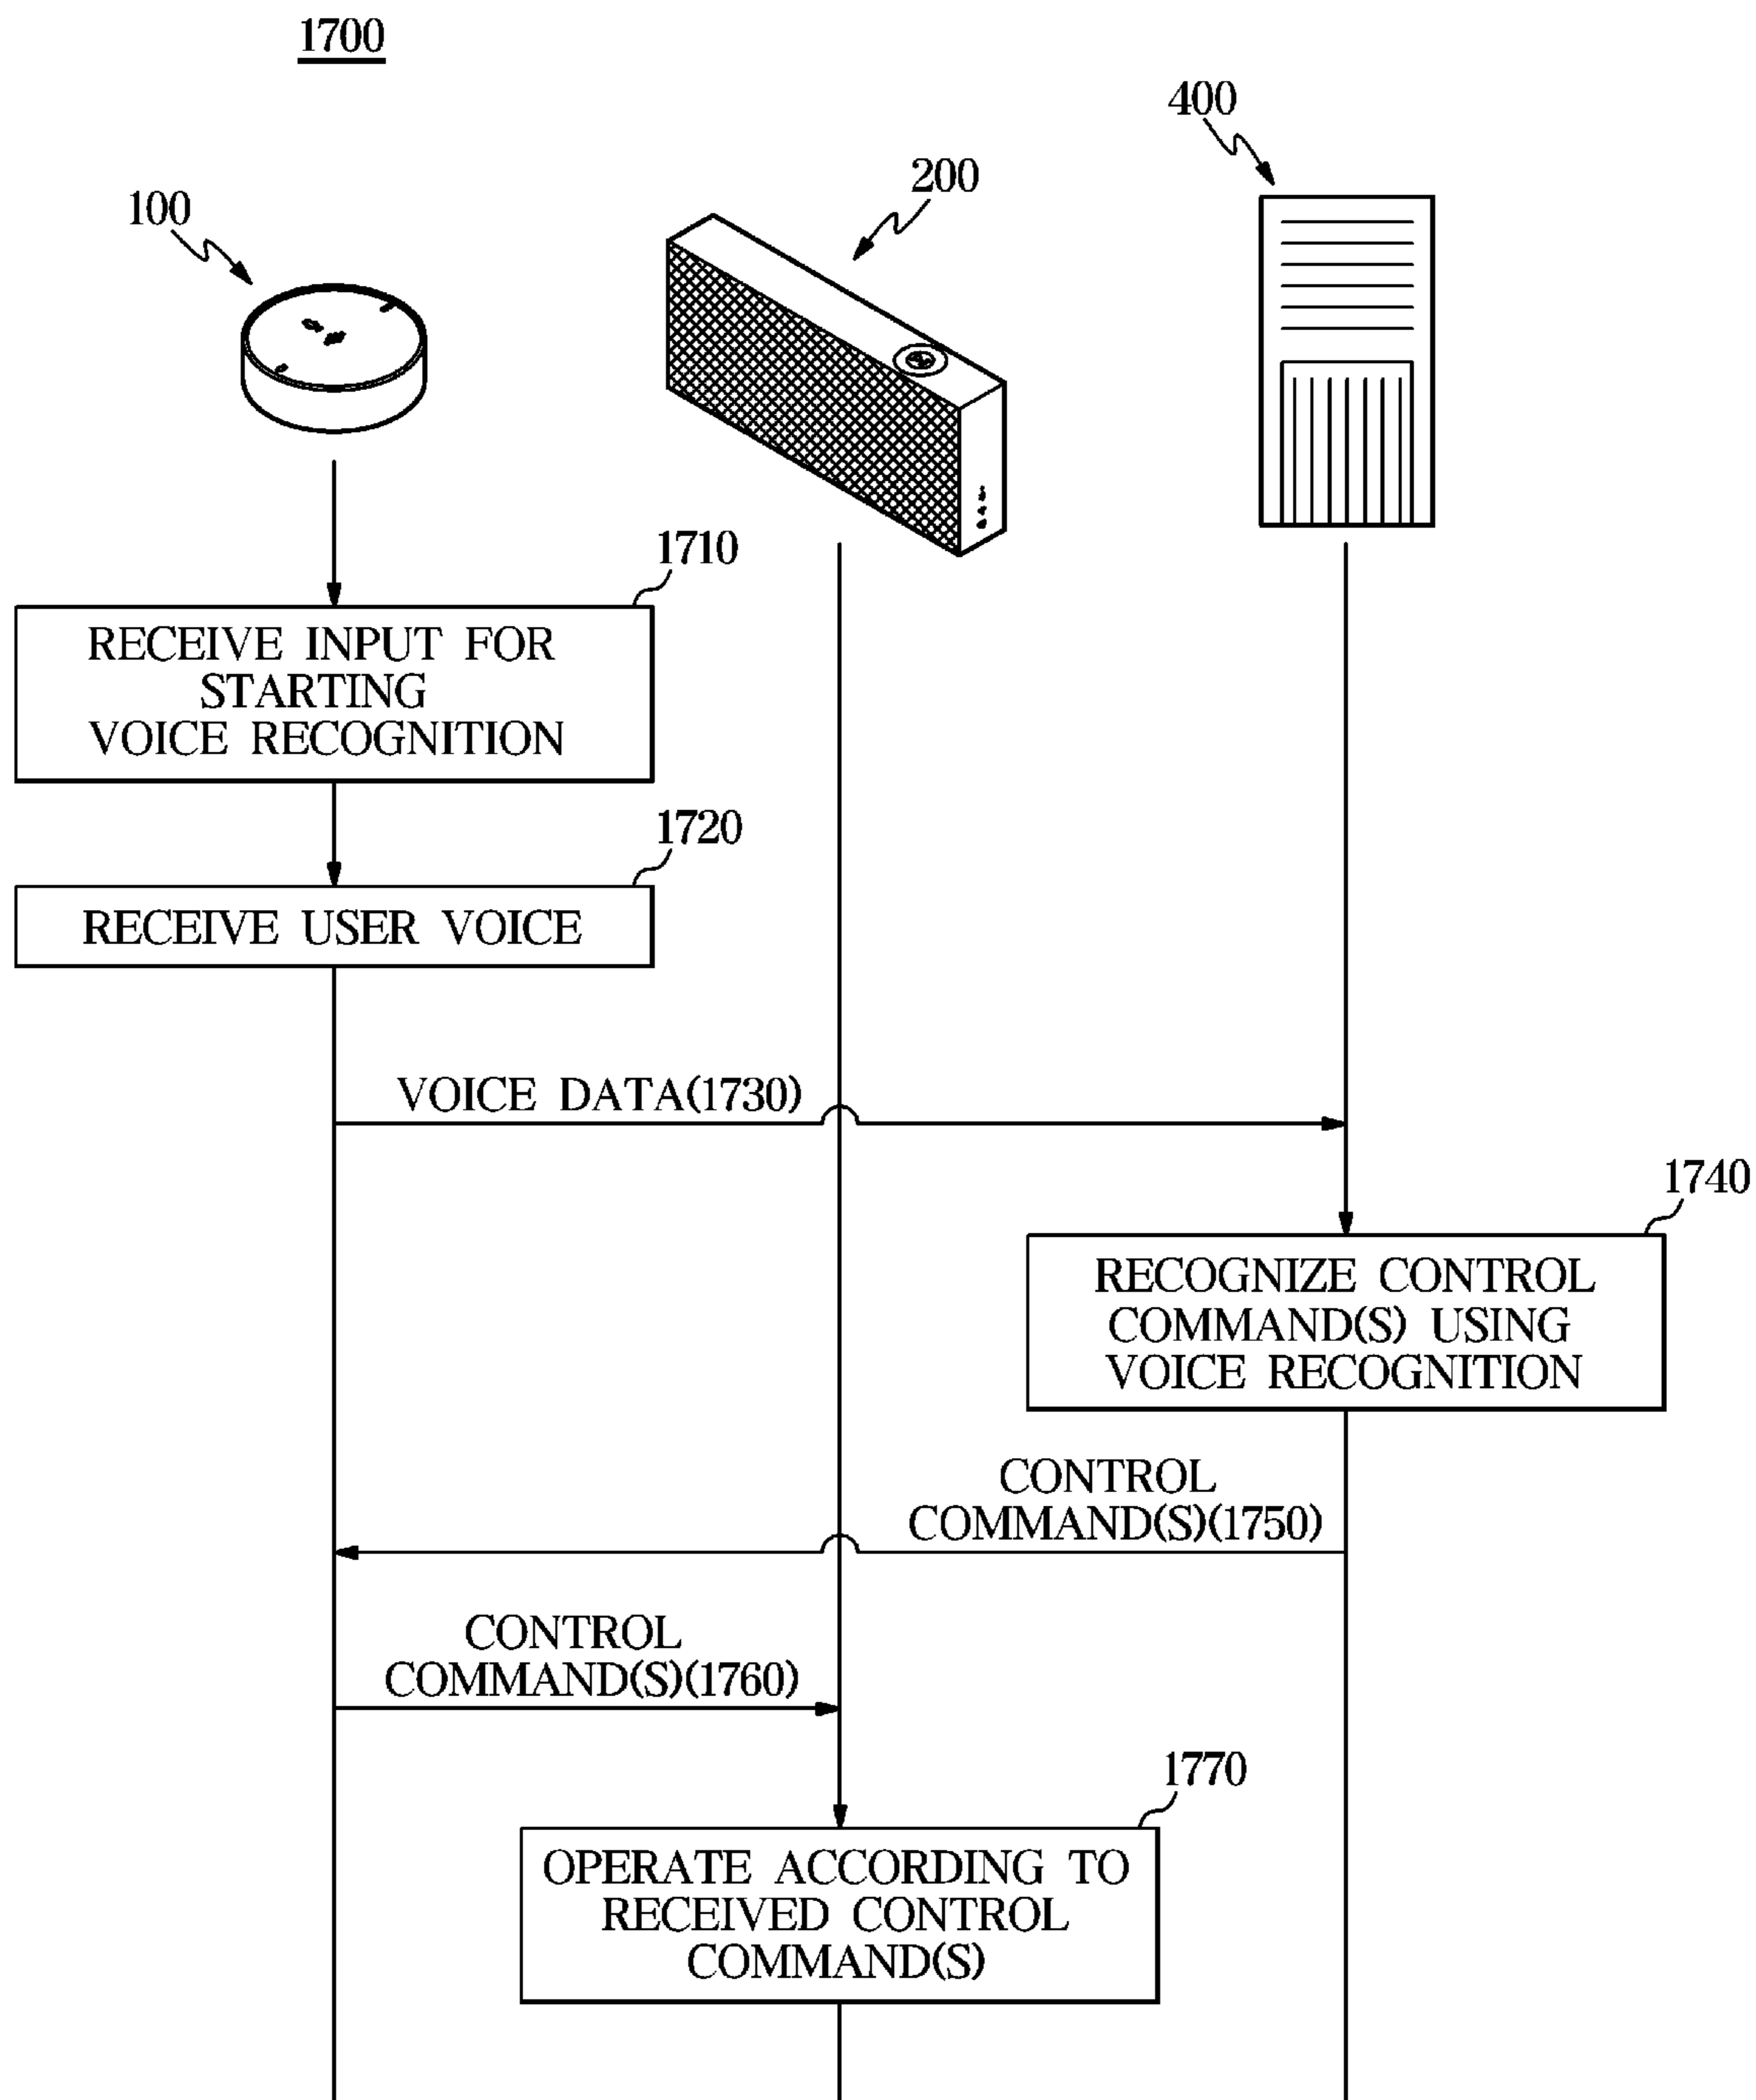 1700
400
200
100
1710
RECEIVE INPUT FOR
STARTING
VOICE RECOGNITION
1720
RECEIVE USER VOICE
VOICE DATA(1730)
1740
RECOGNIZE CONTROL
COMMAND(S) USING
VOICE RECOGNITION
CONTROL
COMMAND(S)(1750)
CONTROL
COMMAND(S)(1760)
1770
OPERATE ACCORDING TO
RECEIVED CONTROL
COMMAND(S)